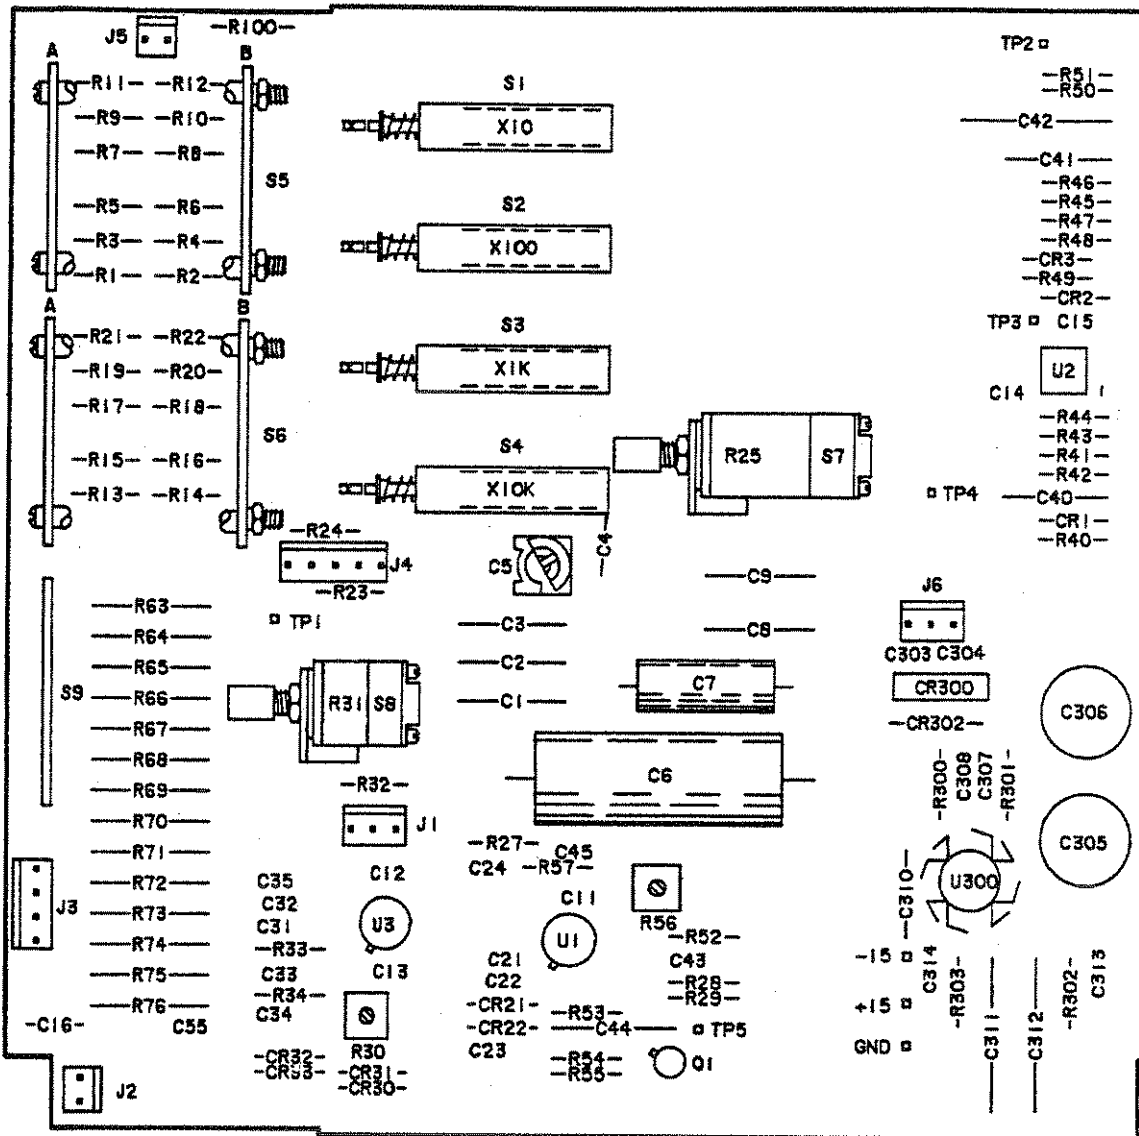 J5 -R100-
A B TP2
-R11- -R12- S1 -R51-
-R50-
-R9- -R10- X10 -C42-
-R7- -R8- -C41-
S5 -R46-
-R5- -R6- S2 -R45-
-R47-
-R3- -R4- X100 -R48-
-CR3-
-R1- -R2- -R49-
A B -CR2-
S3 TP3 C15
-R21- -R22-
-R19- -R20- X1K U2
C14 1
-R17- -R18- -R44-
S6 S4 -R43-
-R15- -R16- R25 S7 -R41-
-R42-
-R13- -R14- X10K TP4 -C40-
-CR1-
-R24- -C4- -R40-
J4 C5 C9
-R23- J6
-R63- TP1 -C3- -C8-
-R64- C303 C304
-R65- -C2-
S9 -R66- R31 S8 -C1- C7 CR300
C306
-R67- -CR302-
-R68- -R300- C308 C307 -R301-
-R69- -R32- C6
-R70- J1
-R71- -R27- C45 C305
C12 C24 -R57-
-R72- C35 U300
J3 C32 C11 -C310-
-R73- C31 U3 R56
-R74- -R33- U1 -R52-
C21 C43 -15 C314
-R75- C33 C13 C22 -R28- -R303- -R302- C313
-R34- -R29-
-R76- C34 -CR21- -R53- +15
-C16- C55 -CR22- -C44- TP5 -C311- -C312-
R30 C23 GND
-CR32- -CR31- -R54- Q1
-CR33- -CR30- -R55-
J2